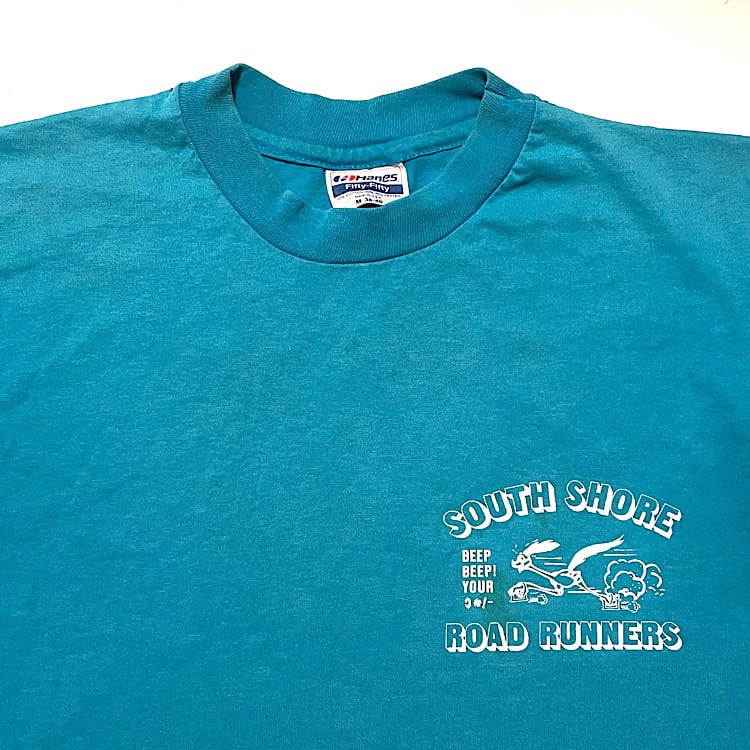 Hanes
Fifty-Fifty
M 38-40
SOUTH SHORE
BEEP
BEEP!
YOUR
ROAD RUNNERS